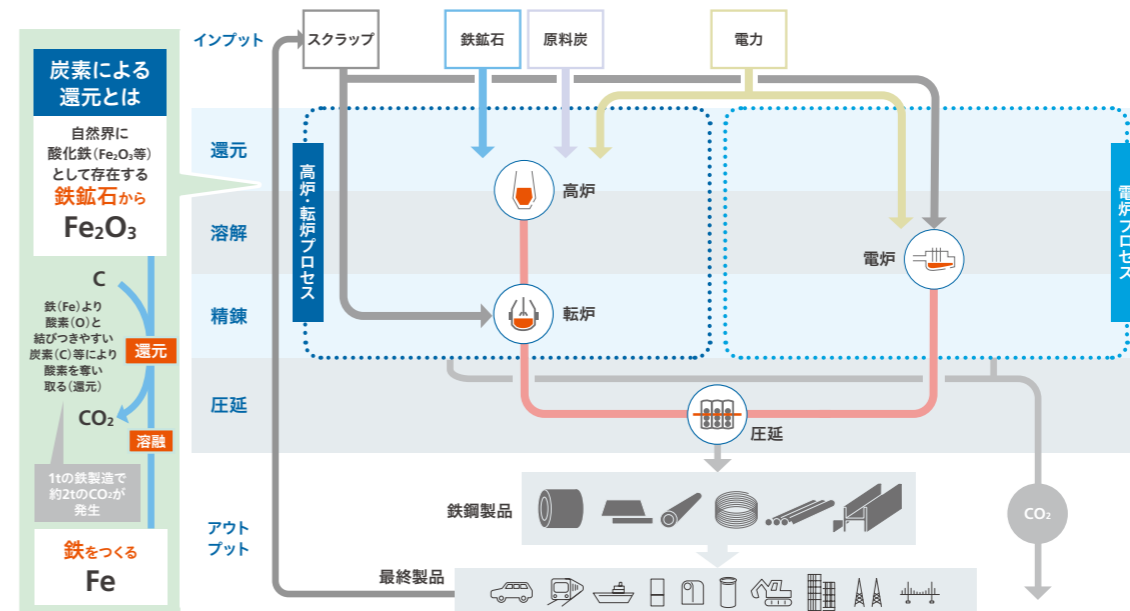 炭素による
還元とは
自然界に
酸化鉄(Fe₂O₃等)
として存在する
鉄鉱石から
Fe₂O₃
C
鉄(Fe)より
酸素(O)と
結びつきやすい
炭素(C)等により
酸素を奪い
取る(還元)
還元
CO₂
溶融
1tの鉄製造で
約2tのCO₂が
発生
鉄をつくる
Fe
インプット
スクラップ
鉄鉱石
原料炭
電力
還元
溶解
精錬
圧延
アウト
プット
高炉・転炉プロセス
電炉プロセス
高炉
転炉
電炉
圧延
鉄鋼製品
最終製品
CO₂